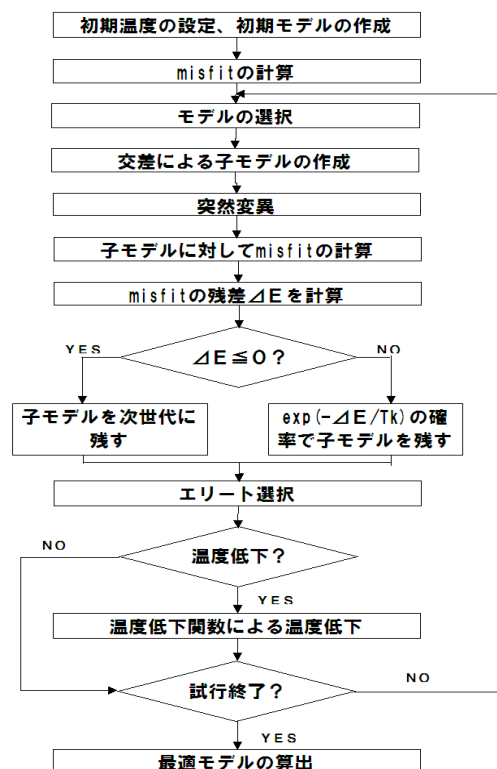 初期温度の設定、初期モデルの作成
misfitの計算
モデルの選択
交差による子モデルの作成
突然変異
子モデルに対してmisfitの計算
misfitの残差⊿Eを計算
YES
⊿E≦0?
NO
子モデルを次世代に
残す
exp(-⊿E/Tk)の確
率で子モデルを残す
エリート選択
NO
温度低下?
YES
温度低下関数による温度低下
試行終了?
NO
YES
最適モデルの算出